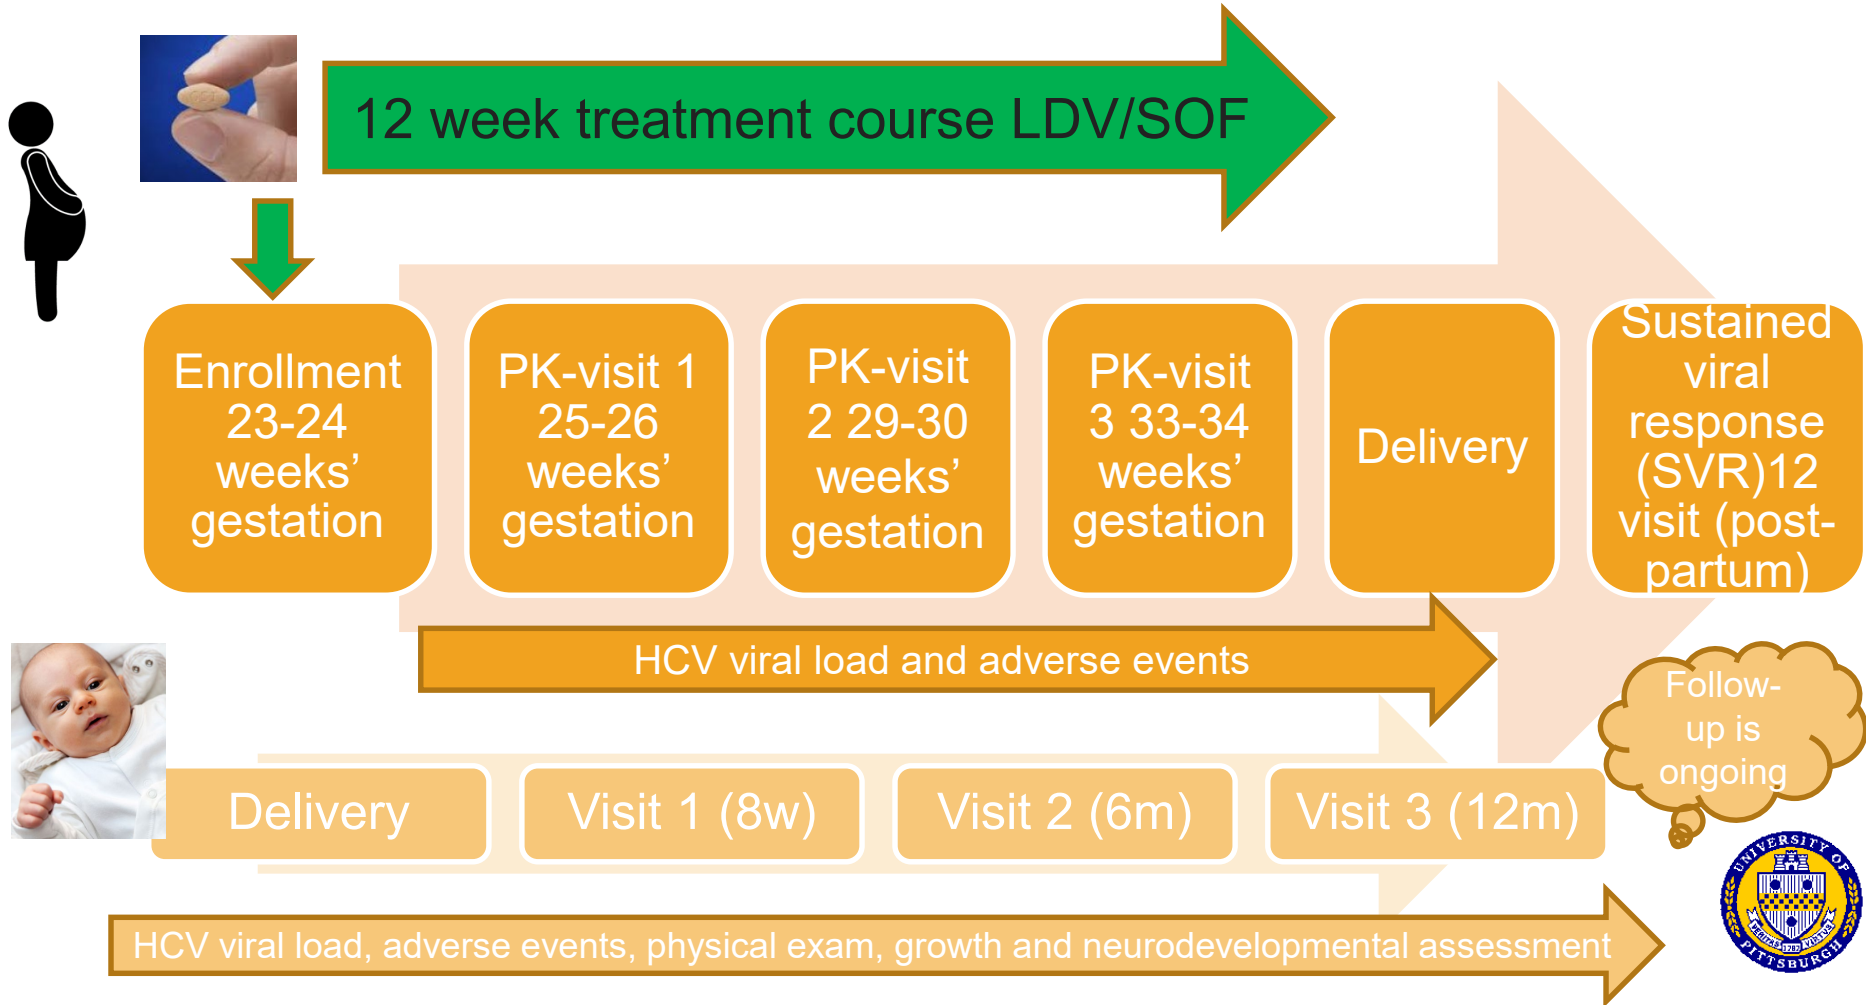 12 week treatment course LDV/SOF
Enrollment
23-24
weeks’
gestation
PK-visit 1
25-26
weeks’
gestation
PK-visit
2 29-30
weeks’
gestation
PK-visit
3 33-34
weeks’
gestation
Delivery
Sustained
viral
response
(SVR)12
visit (post-
partum)
HCV viral load and adverse events
Follow-
up is
ongoing
Delivery
Visit 1 (8w)
Visit 2 (6m)
Visit 3 (12m)
HCV viral load, adverse events, physical exam, growth and neurodevelopmental assessment
UNIVERSITY OF
PITTSBURGH
1787